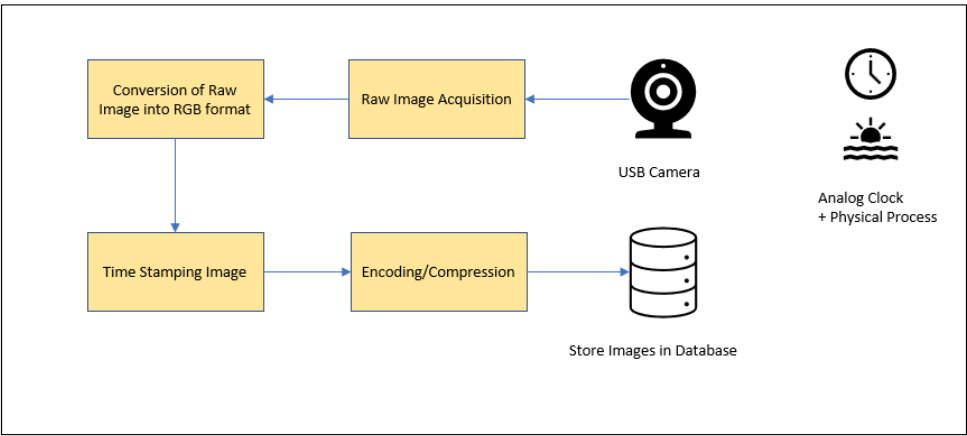 Conversion of Raw
Image into RGB format
Raw Image Acquisition
USB Camera
Analog Clock
+ Physical Process
Time Stamping Image
Encoding/Compression
Store Images in Database